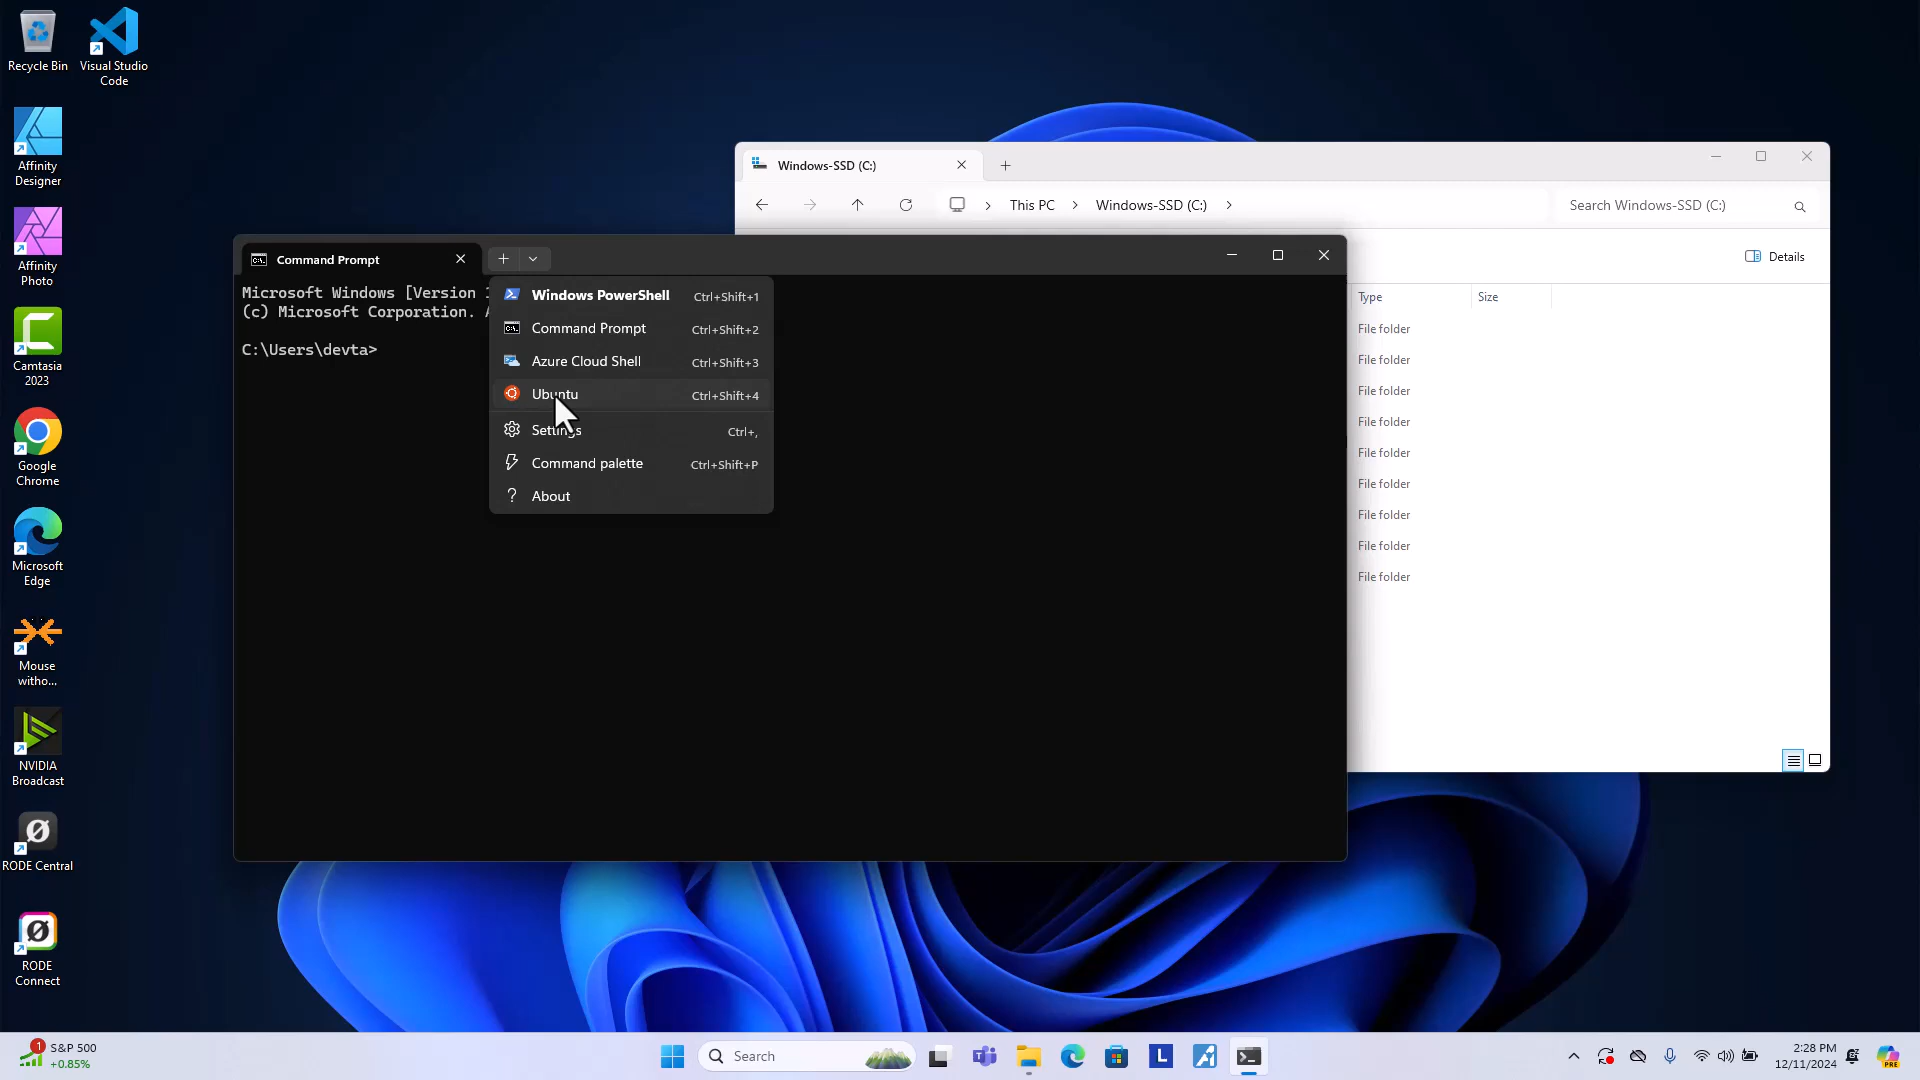 Recycle Bin
Visual Studio
Code
Affinity
Designer
Affinity
Photo
Camtasia
2023
Google
Chrome
Microsoft
Edge
Mouse
witho...
NVIDIA
Broadcast
RODE Central
RODE
Connect
Windows-SSD (C:)
This PC > Windows-SSD (C:) >
Search Windows-SSD (C:)
Details
Type Size
File folder
File folder
File folder
File folder
File folder
File folder
File folder
File folder
File folder
Command Prompt
Microsoft Windows [Version
(c) Microsoft Corporation.
C:\Users\devta>
Windows PowerShell Ctrl+Shift+1
Command Prompt Ctrl+Shift+2
Azure Cloud Shell Ctrl+Shift+3
Ubuntu Ctrl+Shift+4
Settings Ctrl+,
Command palette Ctrl+Shift+P
About
1
S&P 500
+0.85%
Search
L
2:28 PM
12/11/2024
PRE